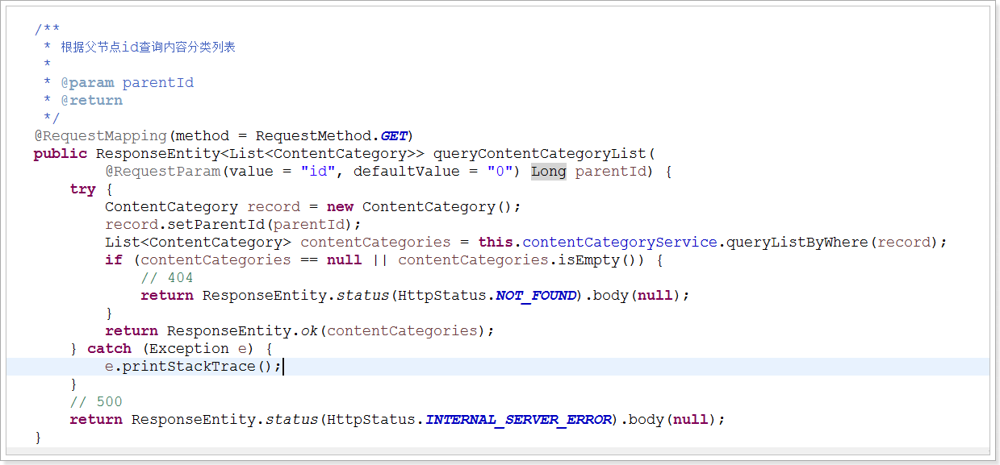 /**
 * 根据父节点id查询内容分类列表
 *
 * @param parentId
 * @return
 */
@RequestMapping(method = RequestMethod.GET)
public ResponseEntity<List<ContentCategory>> queryContentCategoryList(
        @RequestParam(value = "id", defaultValue = "0") Long parentId) {
    try {
        ContentCategory record = new ContentCategory();
        record.setParentId(parentId);
        List<ContentCategory> contentCategories = this.contentCategoryService.queryListByWhere(record);
        if (contentCategories == null || contentCategories.isEmpty()) {
            // 404
            return ResponseEntity.status(HttpStatus.NOT_FOUND).body(null);
        }
        return ResponseEntity.ok(contentCategories);
    } catch (Exception e) {
        e.printStackTrace();
    }
    // 500
    return ResponseEntity.status(HttpStatus.INTERNAL_SERVER_ERROR).body(null);
}